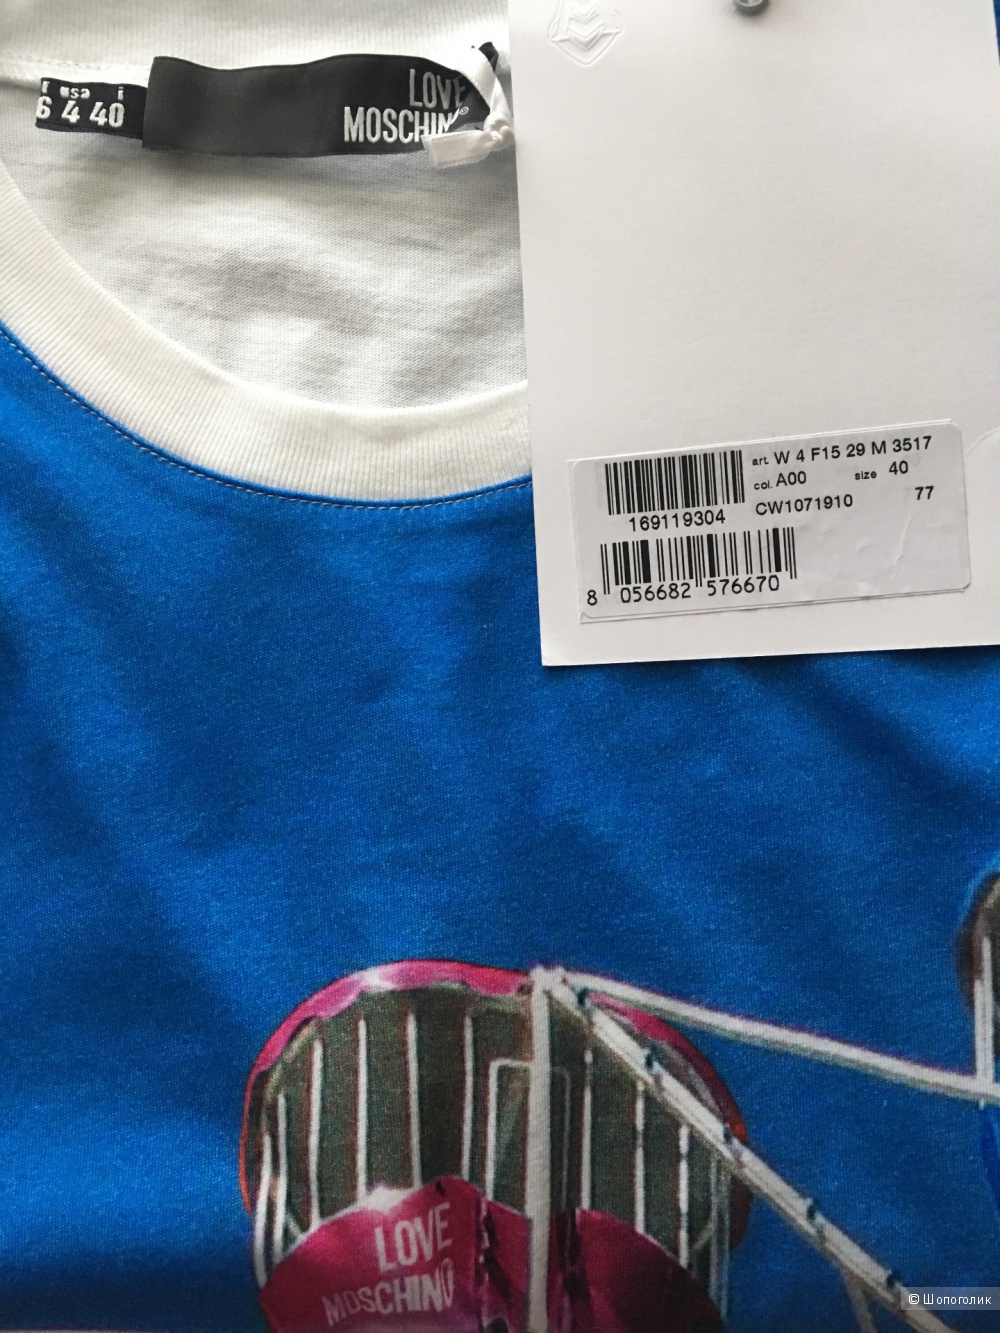 usa i
6 4 40
LOVE
MOSCHINO®
art. W 4 F15 29 M 3517
col. A00 size 40
CW1071910 77
169119304
8 056682 576670
LOVE
MOSCHINO
© Шопоголик